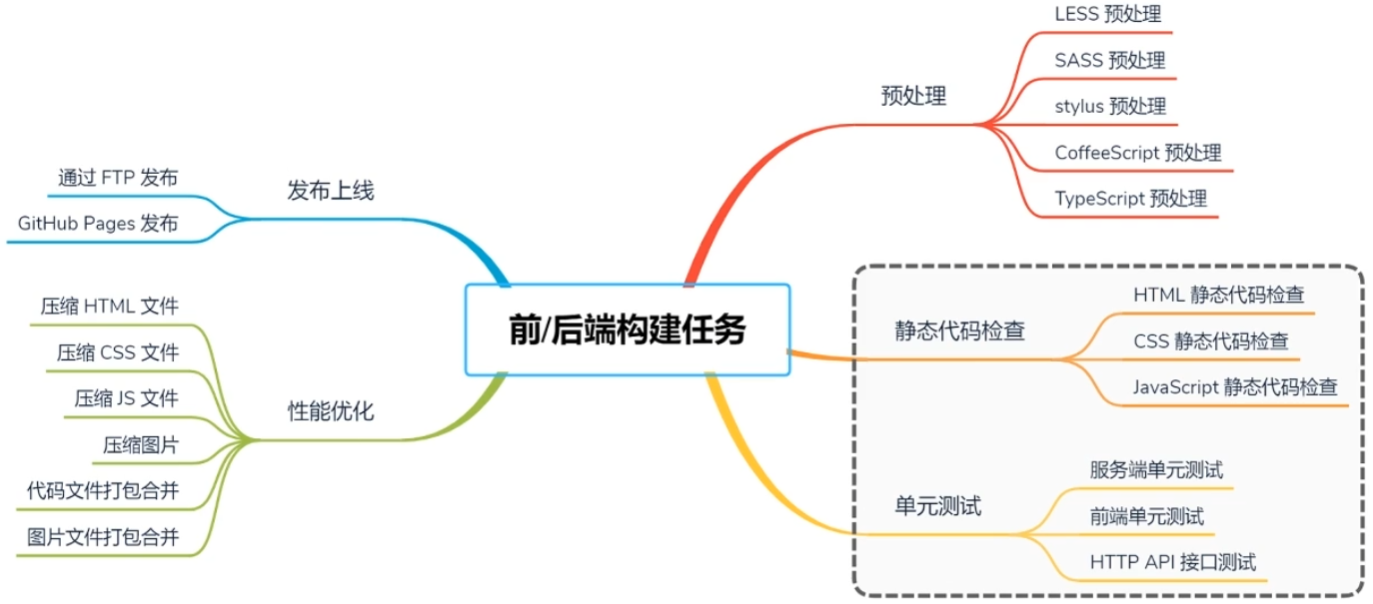 前/后端构建任务
预处理
LESS 预处理
SASS 预处理
stylus 预处理
CoffeeScript 预处理
TypeScript 预处理
静态代码检查
HTML 静态代码检查
CSS 静态代码检查
JavaScript 静态代码检查
单元测试
服务端单元测试
前端单元测试
HTTP API 接口测试
发布上线
通过 FTP 发布
GitHub Pages 发布
性能优化
压缩 HTML 文件
压缩 CSS 文件
压缩 JS 文件
压缩图片
代码文件打包合并
图片文件打包合并